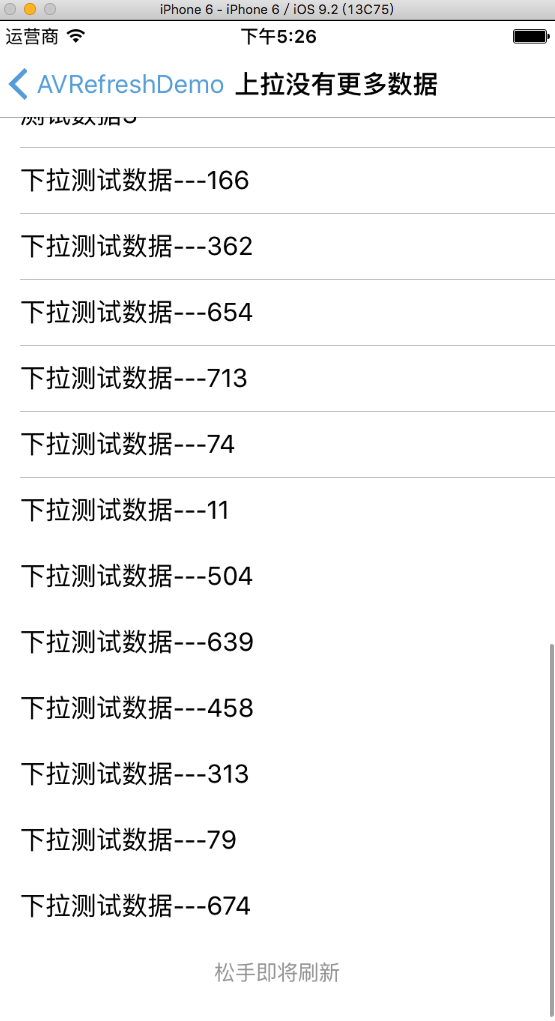 iPhone 6 - iPhone 6 / iOS 9.2 (13C75)
运营商 下午5:26
AVRefreshDemo 上拉没有更多数据
测试数据
下拉测试数据---166
下拉测试数据---362
下拉测试数据---654
下拉测试数据---713
下拉测试数据---74
下拉测试数据---11
下拉测试数据---504
下拉测试数据---639
下拉测试数据---458
下拉测试数据---313
下拉测试数据---79
下拉测试数据---674
松手即将刷新